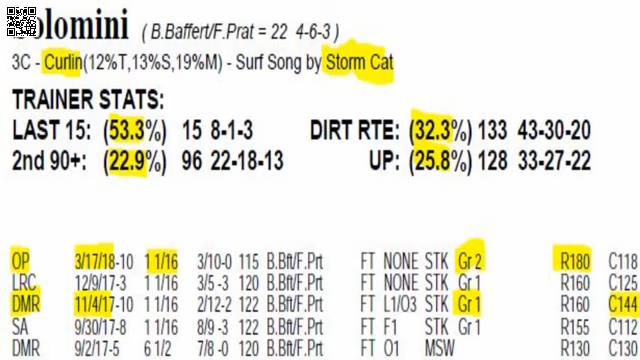 olomini ( B.Baffert/F.Prat = 22 4-6-3 )
3C - Curlin(12%T,13%S,19%M) - Surf Song by Storm Cat
TRAINER STATS:
LAST 15: (53.3%) 15 8-1-3 DIRT RTE: (32.3%) 133 43-30-20
2nd 90+: (22.9%) 96 22-18-13 UP: (25.8%) 128 33-27-22
OP 3/17/18-10 1 1/16 3/10-0 115 B.Bft/F.Prt FT NONE STK Gr 2 R180 C118
LRC 12/9/17-3 1 1/16 3/5 -3 120 B.Bft/F.Prt FT NONE STK Gr 1 R160 C125
DMR 11/4/17-10 1 1/16 2/12-2 122 B.Bft/F.Prt FT L1/O3 STK Gr 1 R160 C144
SA 9/30/17-8 1 1/16 8/9 -3 122 B.Bft/F.Prt FT F1 STK Gr 1 R155 C112
DMR 9/2/17-5 6 1/2 7/8 -0 120 B.Bft/F.Prt FT O1 MSW R130 C130